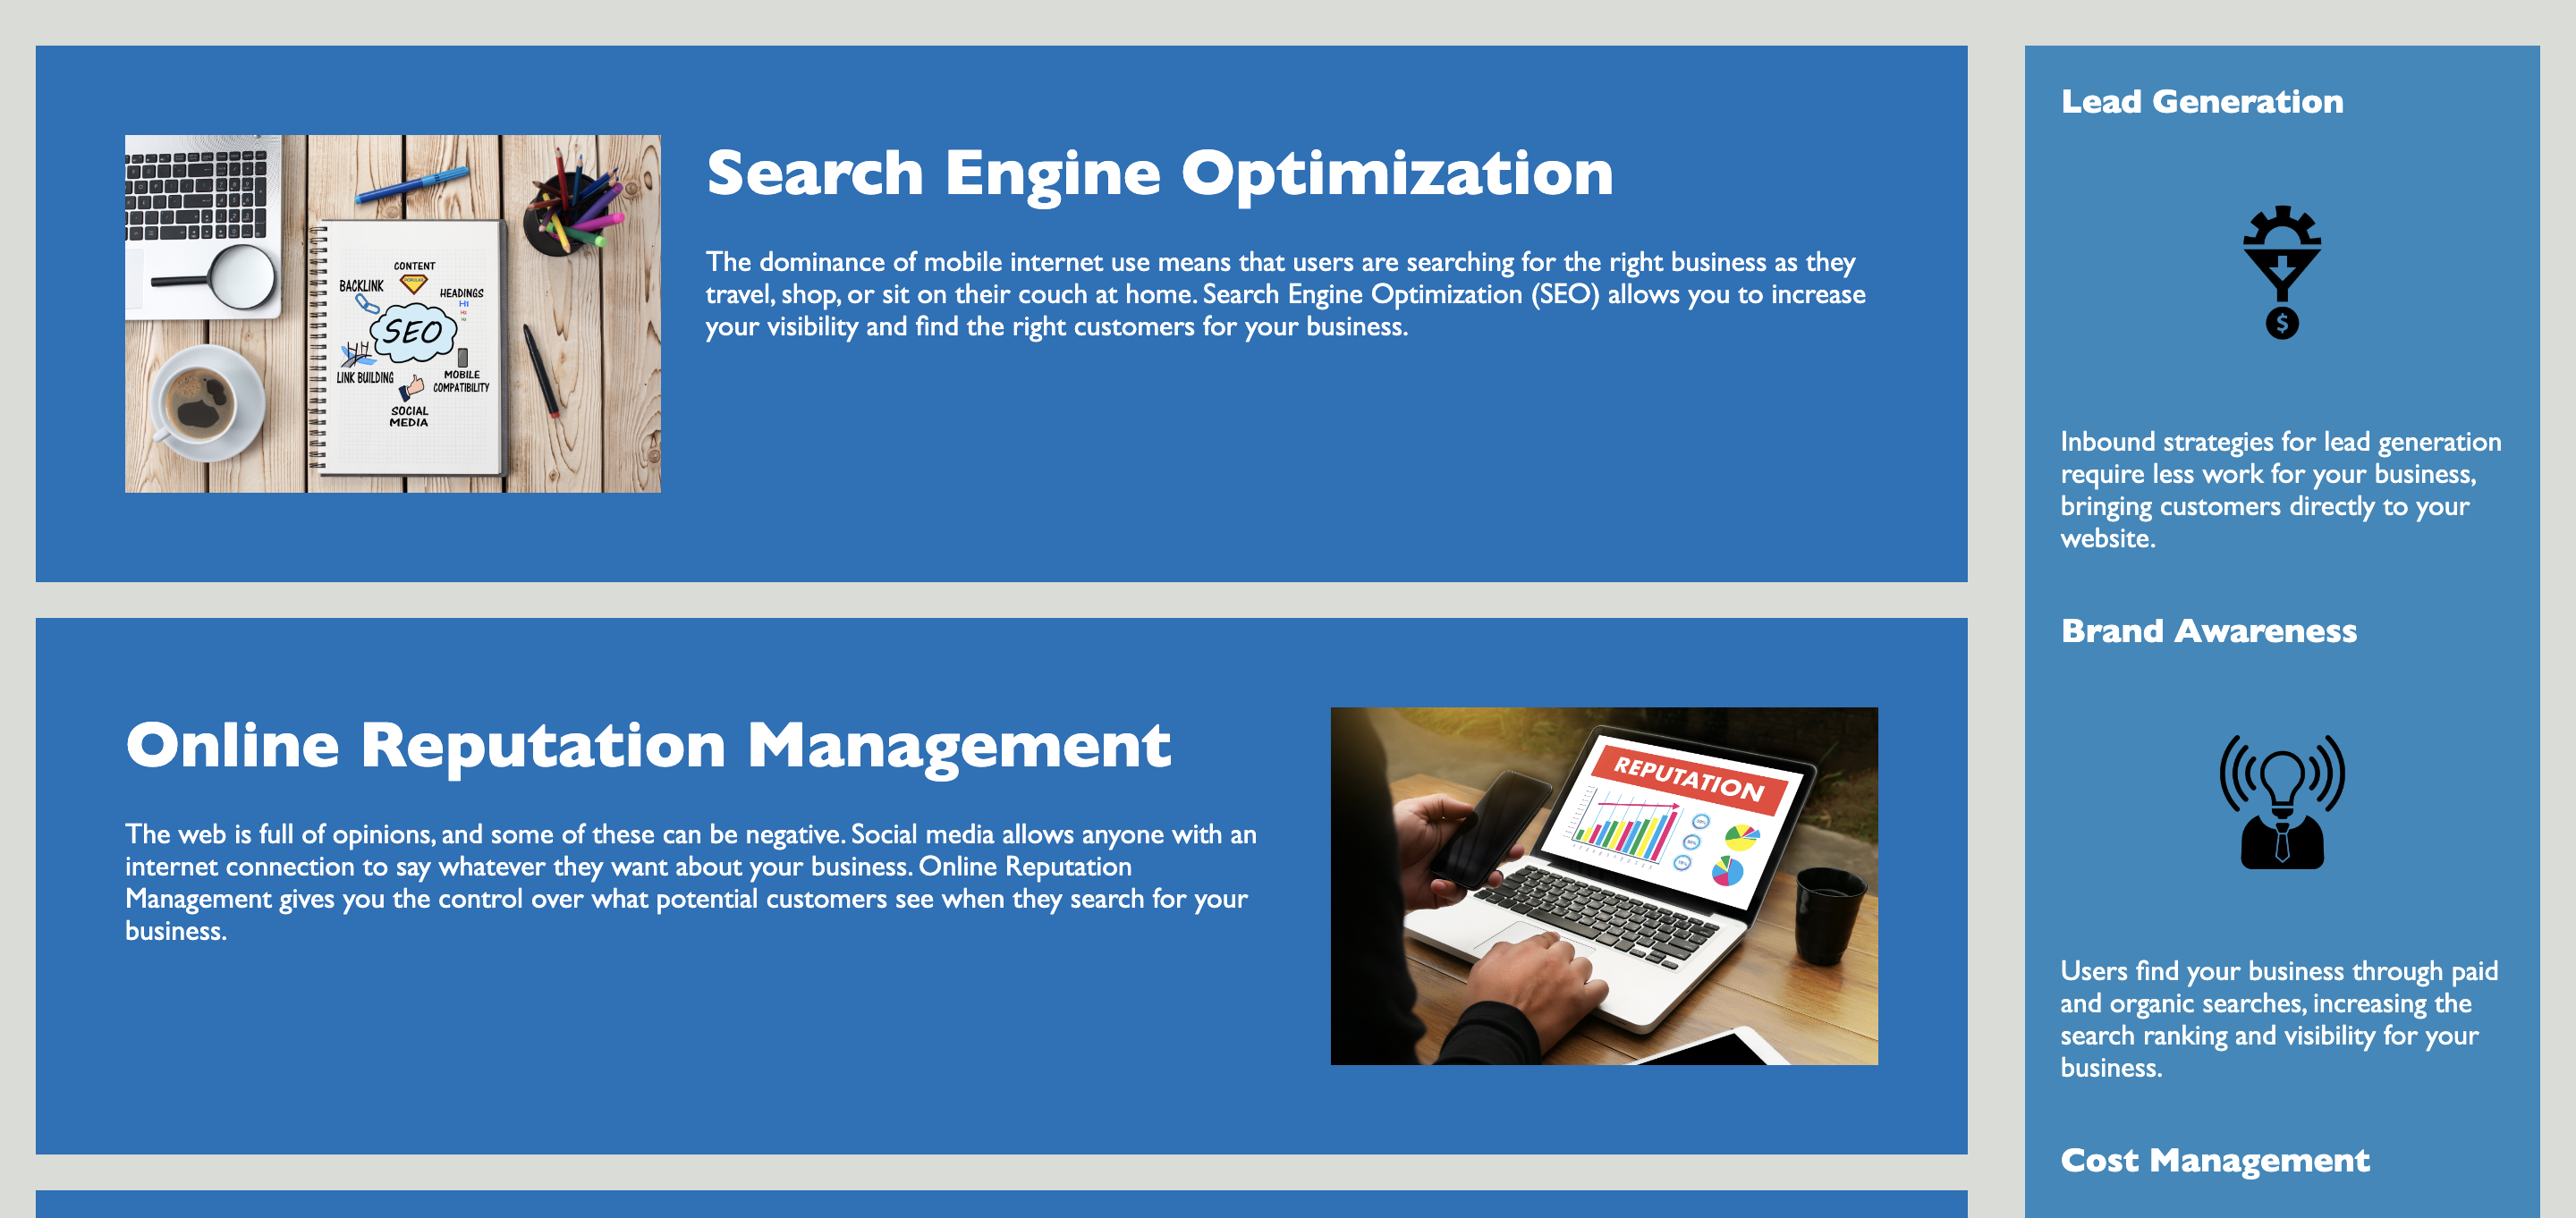 Search Engine Optimization
The dominance of mobile internet use means that users are searching for the right business as they
travel, shop, or sit on their couch at home. Search Engine Optimization (SEO) allows you to increase
your visibility and find the right customers for your business.
CONTENT
BACKLINK
HEADINGS
H1
SEO
LINK BUILDING
MOBILE
COMPATIBILITY
SOCIAL
MEDIA
Online Reputation Management
The web is full of opinions, and some of these can be negative. Social media allows anyone with an
internet connection to say whatever they want about your business. Online Reputation
Management gives you the control over what potential customers see when they search for your
business.
REPUTATION
Lead Generation
$
Inbound strategies for lead generation
require less work for your business,
bringing customers directly to your
website.
Brand Awareness
Users find your business through paid
and organic searches, increasing the
search ranking and visibility for your
business.
Cost Management